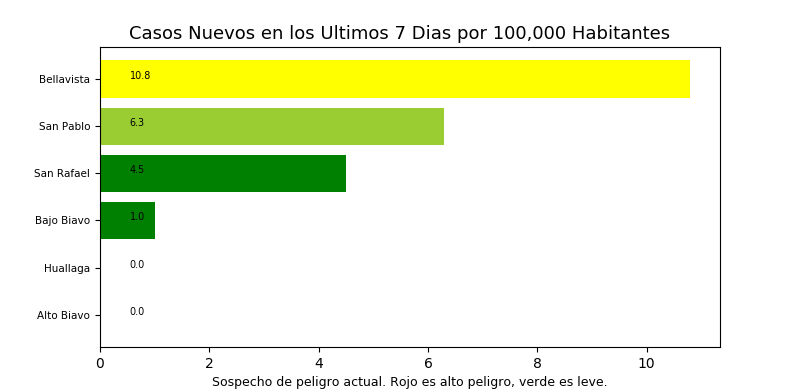 Casos Nuevos en los Ultimos 7 Dias por 100,000 Habitantes
Bellavista 10.8
San Pablo 6.3
San Rafael 4.5
Bajo Biavo 1.0
Huallaga 0.0
Alto Biavo 0.0
0 2 4 6 8 10
Sospecho de peligro actual. Rojo es alto peligro, verde es leve.